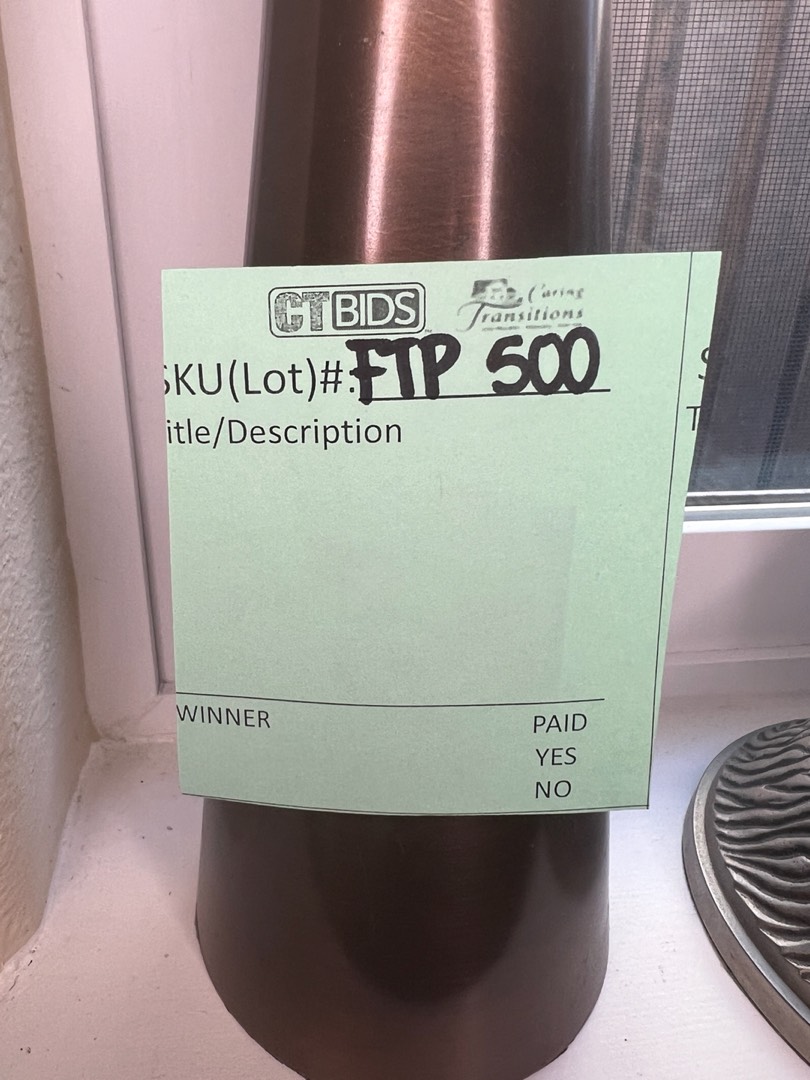 CTBIDS
Caring
Transitions
SKU(Lot)#: FTP 500
itle/Description
WINNER
PAID
YES
NO
S
T